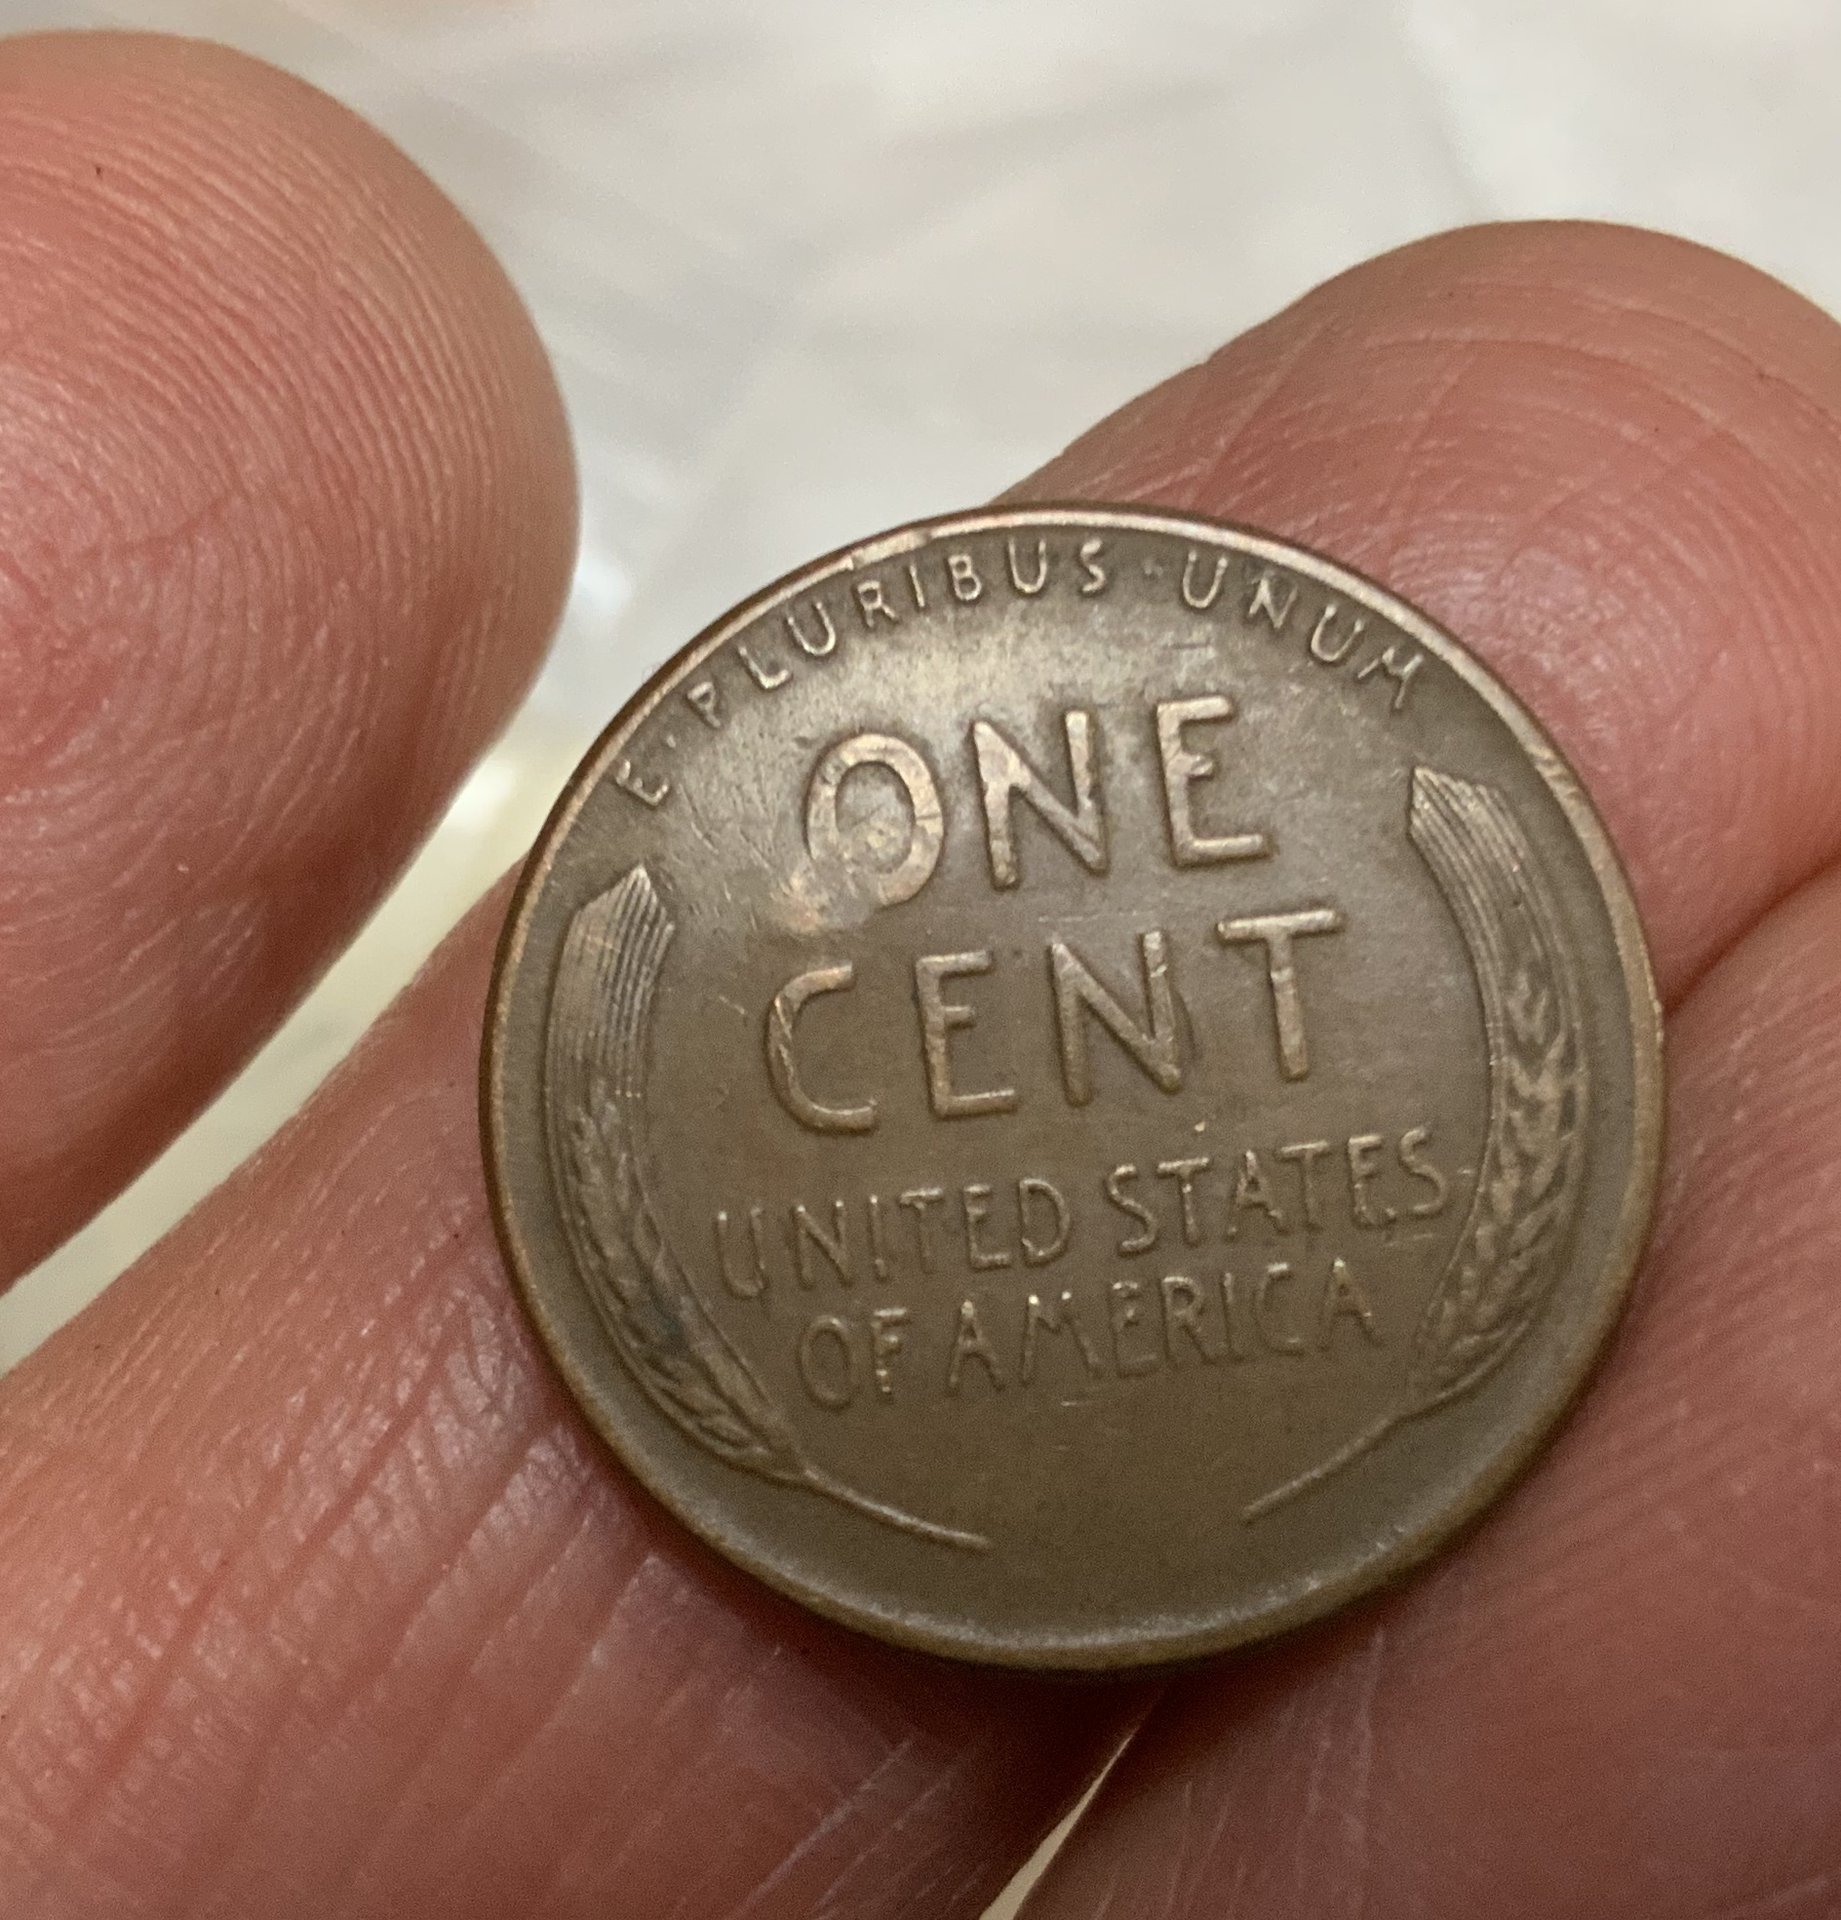 E·PLURIBUS·UNUM
ONE
CENT
UNITED STATES
OF AMERICA